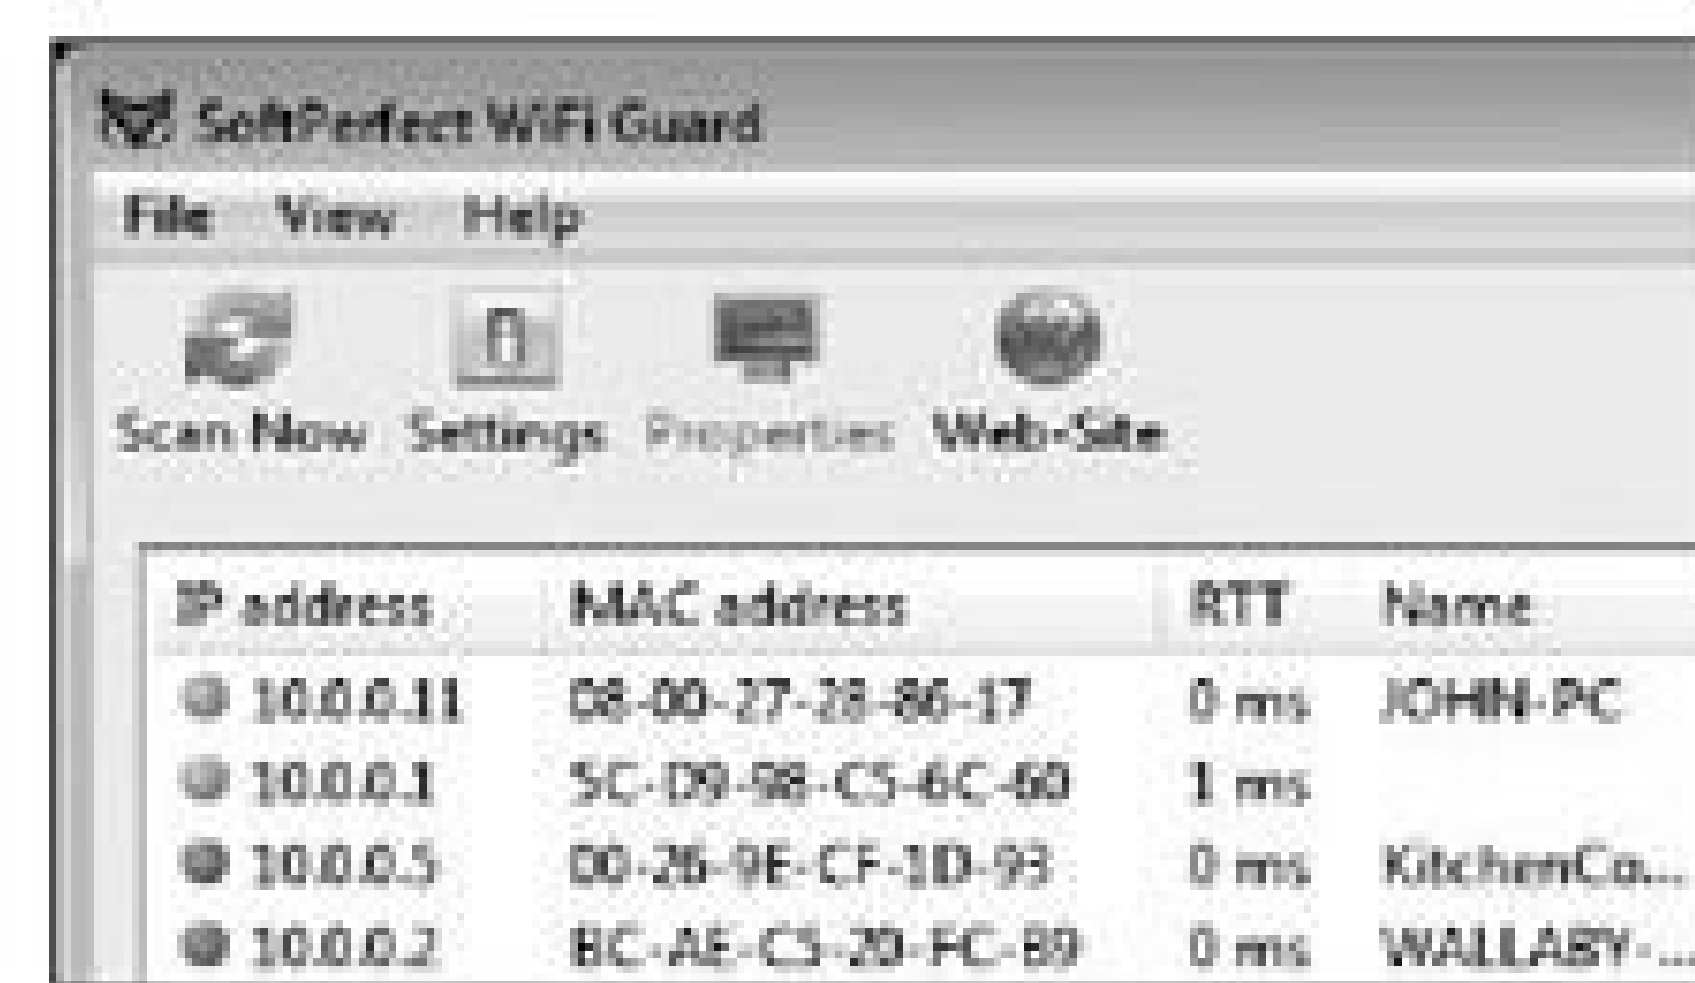 SoftPerfect WiFi Guard
File View Help
Scan Now Settings Properties Web-Site
IP address MAC address RTT Name
10.0.0.11 08-00-27-28-86-17 0 ms JOHN-PC
10.0.0.1 5C-D9-98-C5-6C-60 1 ms
10.0.0.5 00-26-9E-CF-1D-93 0 ms KitchenCo...
10.0.0.2 BC-AE-C5-20-FC-B9 0 ms WALLABY-...